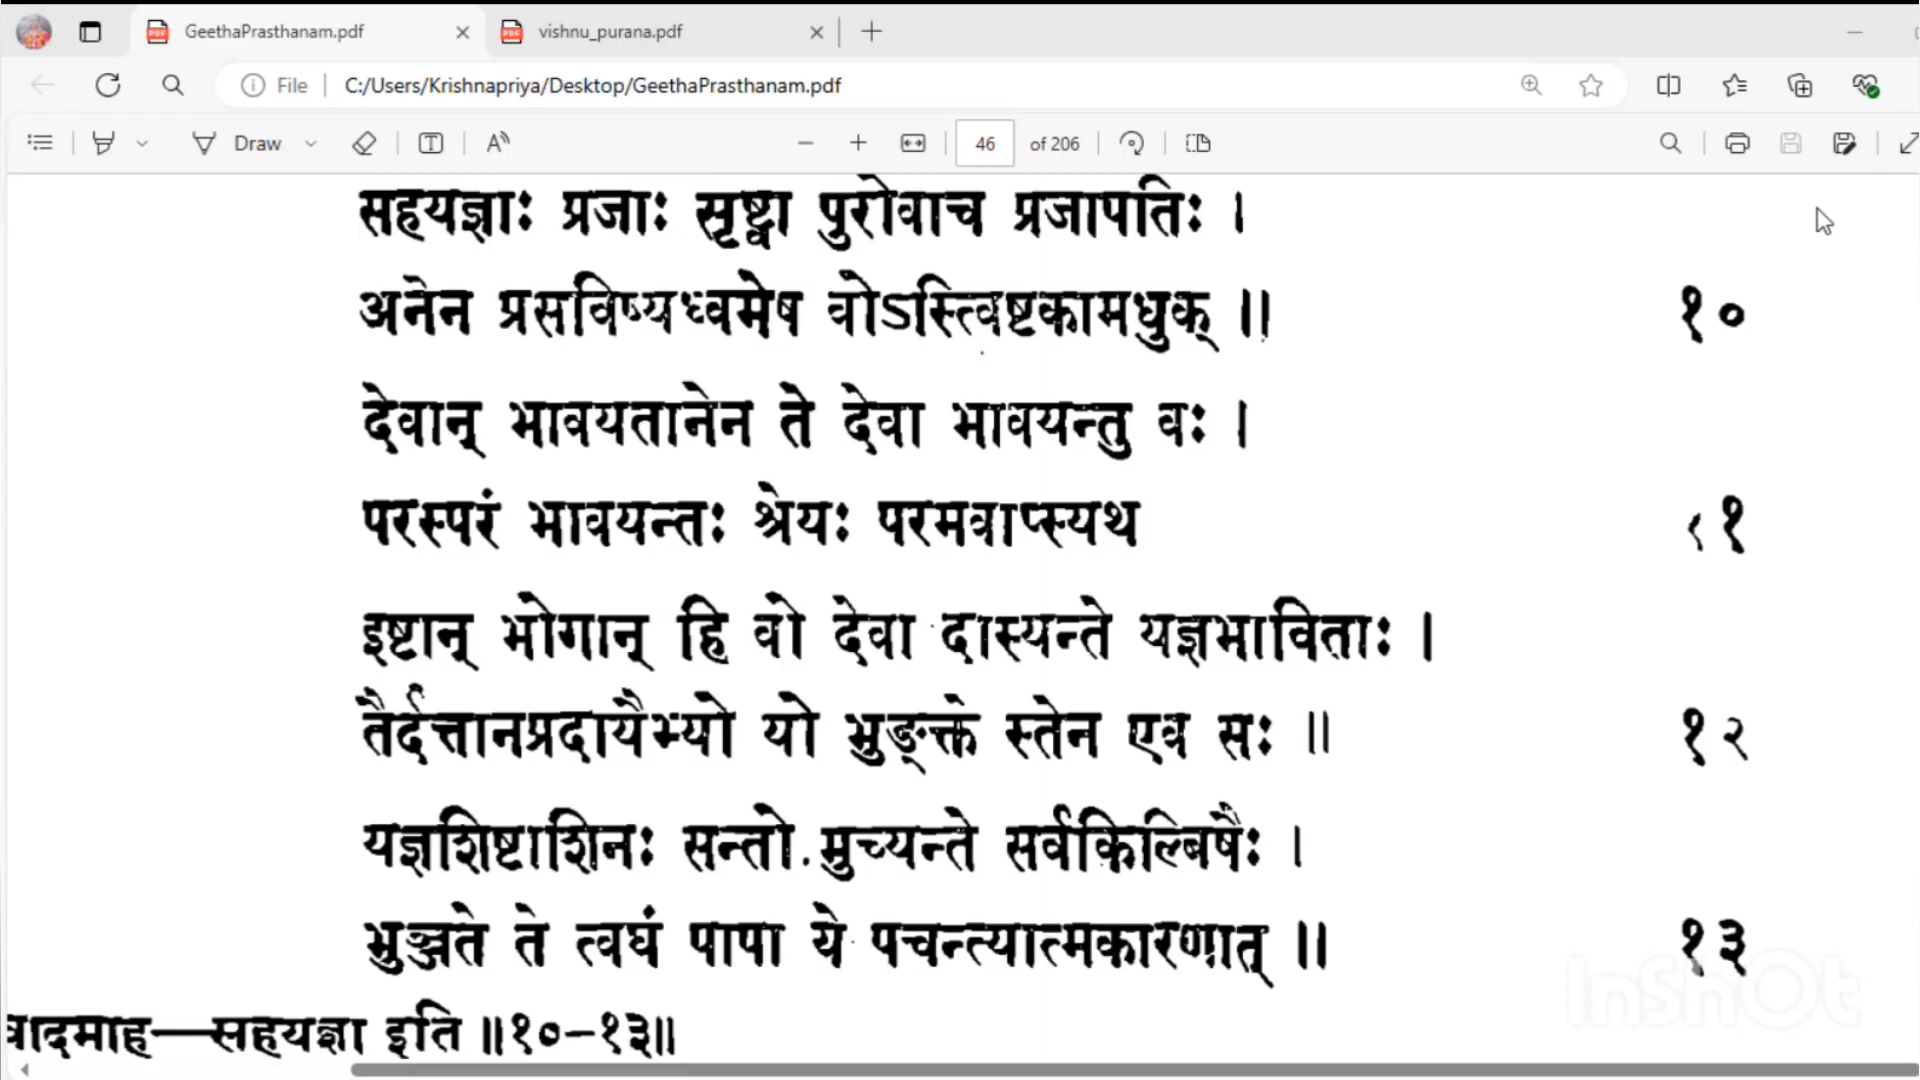 GeethaPrasthanam.pdf
vishnu_purana.pdf
File
C:/Users/Krishnapriya/Desktop/GeethaPrasthanam.pdf
Draw
46 of 206
सहयज्ञाः प्रजाः सृष्ट्वा पुरोवाच प्रजापतिः ।
अनेन प्रसविष्यध्वमेष वोऽस्त्विष्टकामधुक् ॥ १०
देवान् भावयतानेन ते देवा भावयन्तु वः ।
परस्परं भावयन्तः श्रेयः परमवाप्स्यथ ११
इष्टान् भोगान् हि वो देवा दास्यन्ते यज्ञभाविताः ।
तैर्दत्तानप्रदायैभ्यो यो भुङ्क्ते स्तेन एव सः ॥ १२
यज्ञशिष्टाशिनः सन्तो मुच्यन्ते सर्वकिल्बिषैः ।
भुञ्जते ते त्वघं पापा ये पचन्त्यात्मकारणात् ॥ १३
वादमाह—सहयज्ञा इति ॥१०-१३॥
InShOt